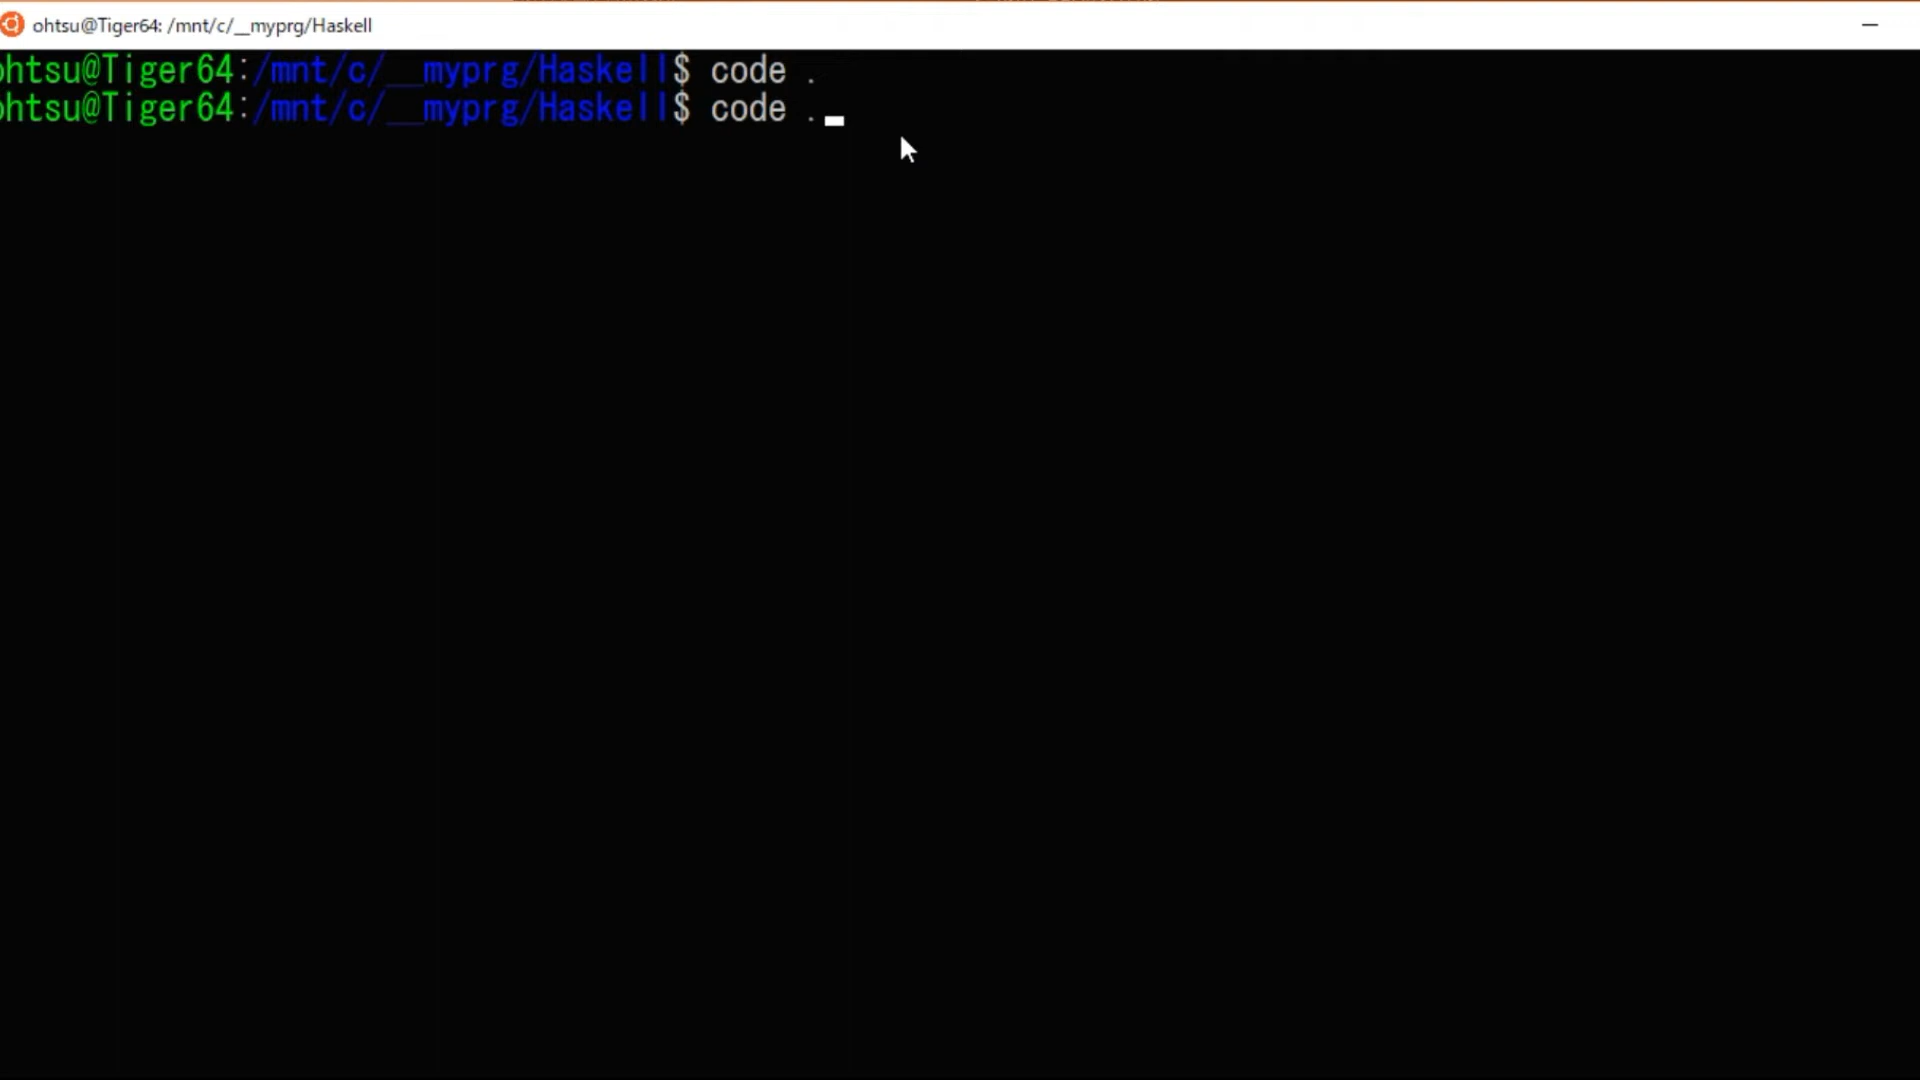 ohtsu@Tiger64: /mnt/c/__myprg/Haskell
ohtsu@Tiger64:/mnt/c/__myprg/Haskell$ code .
ohtsu@Tiger64:/mnt/c/__myprg/Haskell$ code .